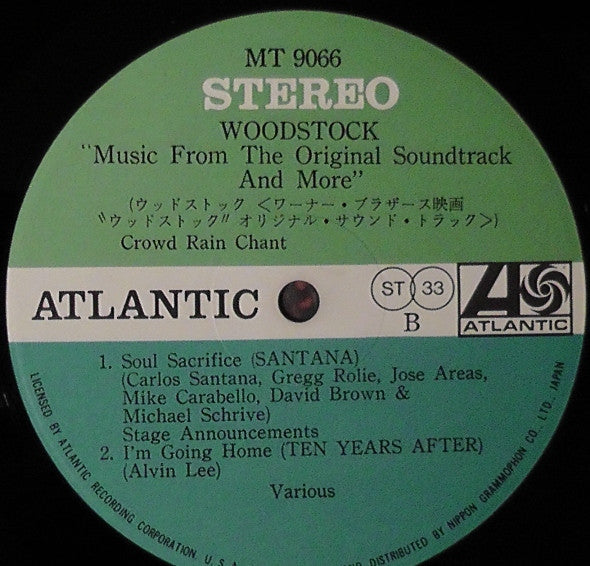 MT 9066
STEREO
WOODSTOCK
"Music From The Original Soundtrack
And More"
(ウッドストック <ワーナー・ブラザース映画
"ウッドストック" オリジナル・サウンド・トラック>)
Crowd Rain Chant
ATLANTIC
ST 33
B
ATLANTIC
1. Soul Sacrifice (SANTANA)
(Carlos Santana, Gregg Rolie, Jose Areas,
Mike Carabello, David Brown &
Michael Schrive)
Stage Announcements
2. I'm Going Home (TEN YEARS AFTER)
(Alvin Lee)
Various
LICENSED BY ATLANTIC RECORDING CORPORATION U. S. A.
DISTRIBUTED BY NIPPON GRAMMOPHON CO., LTD., JAPAN